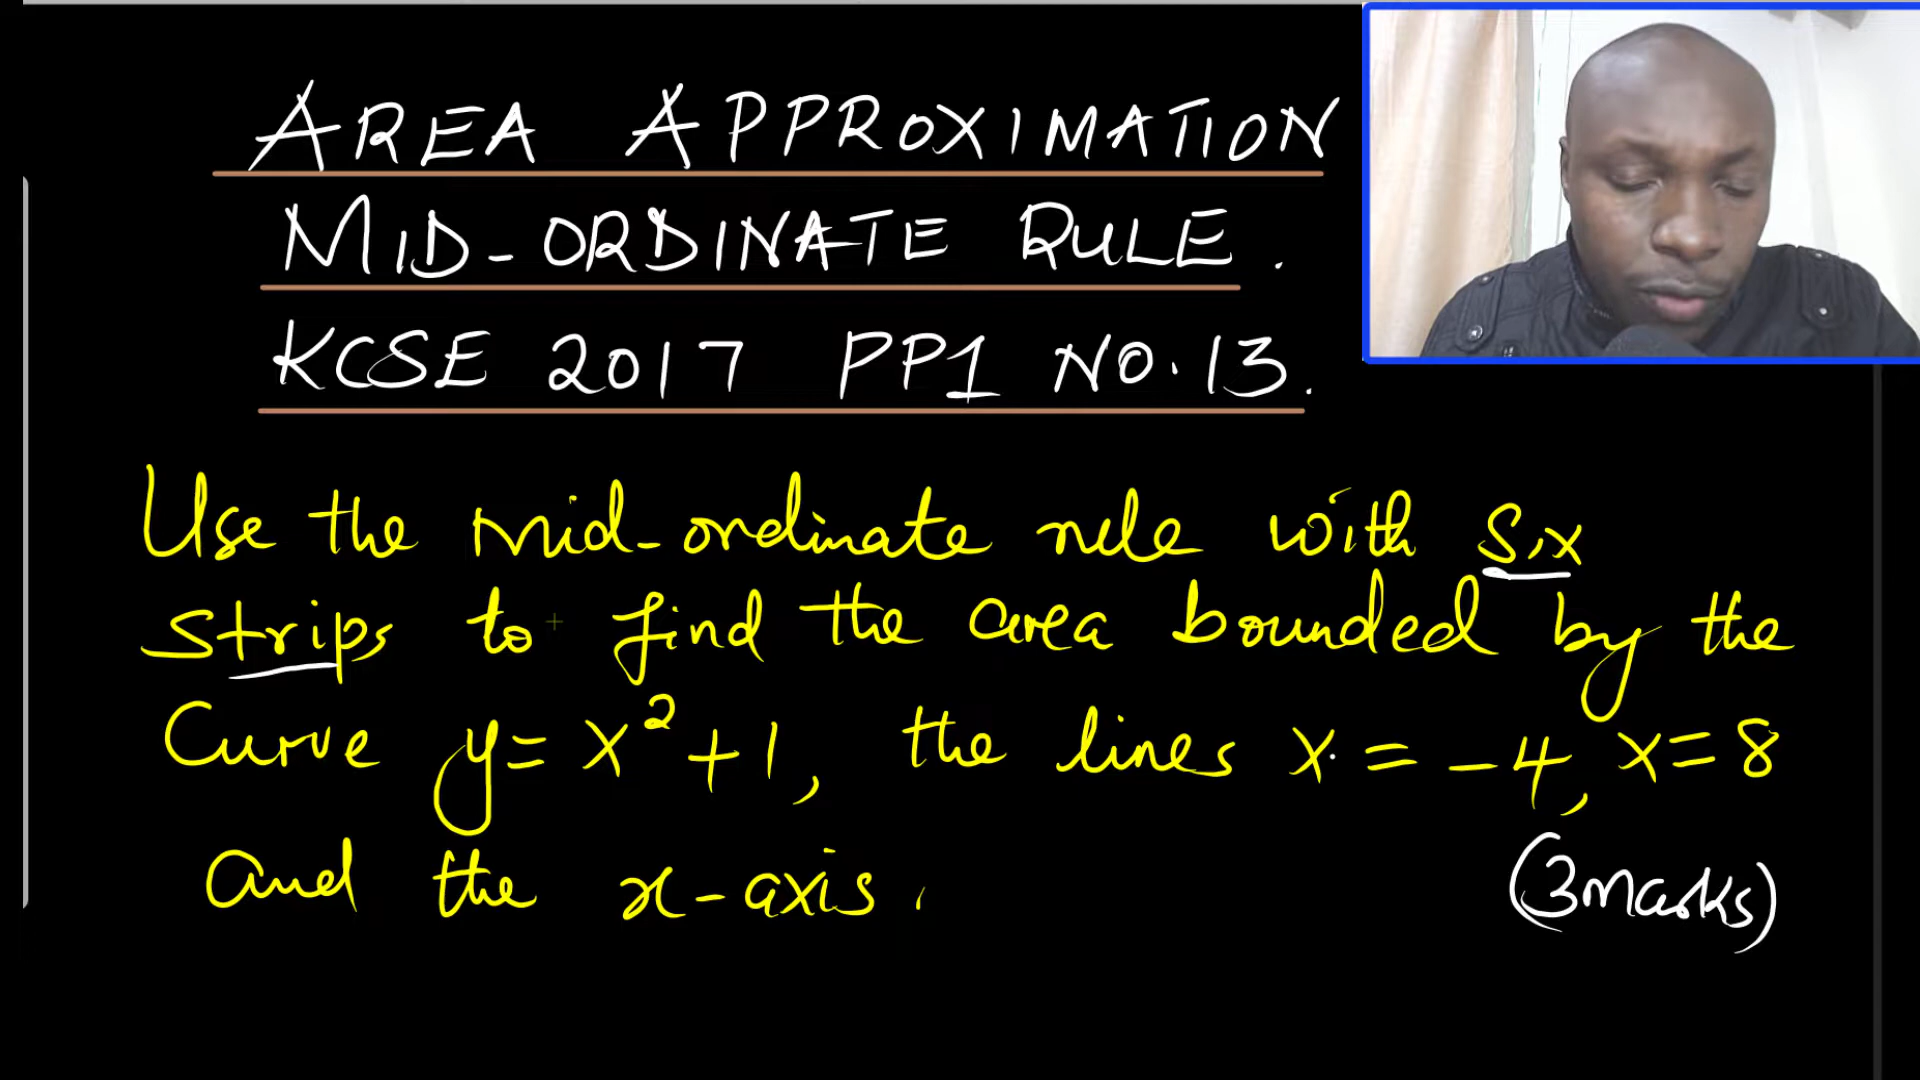 AREA APPROXIMATION
MID-ORDINATE RULE.
KCSE 2017 PP1 NO.13.
Use the Mid-ordinate rule with Six
strips to find the area bounded by the
Curve y = x² + 1, the lines x = -4, x = 8
and the x-axis.
(3marks)